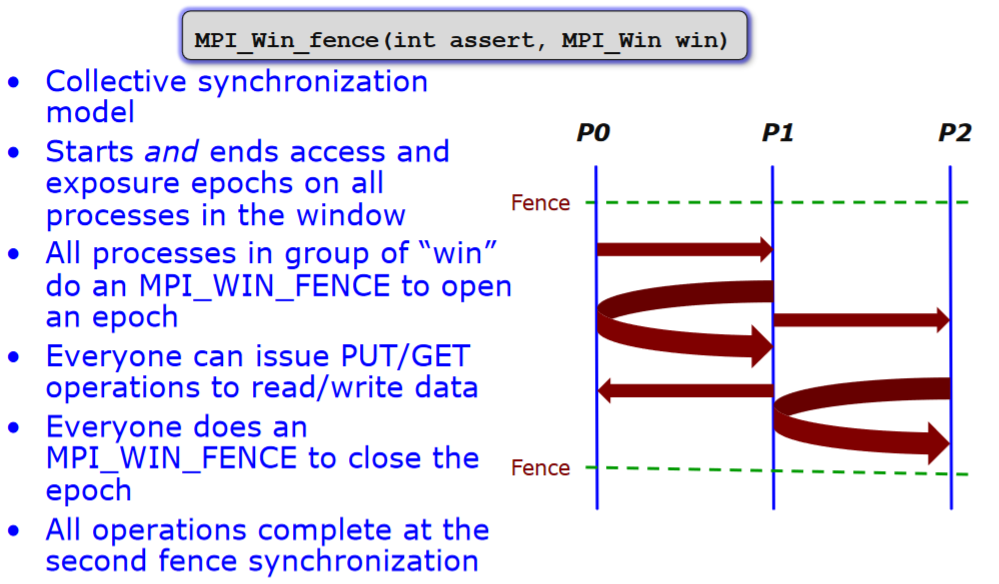 MPI_Win_fence(int assert, MPI_Win win)
• Collective synchronization
model
• Starts and ends access and
exposure epochs on all
processes in the window
• All processes in group of “win”
do an MPI_WIN_FENCE to open
an epoch
• Everyone can issue PUT/GET
operations to read/write data
• Everyone does an
MPI_WIN_FENCE to close the
epoch
• All operations complete at the
second fence synchronization
P0 P1 P2
Fence
Fence